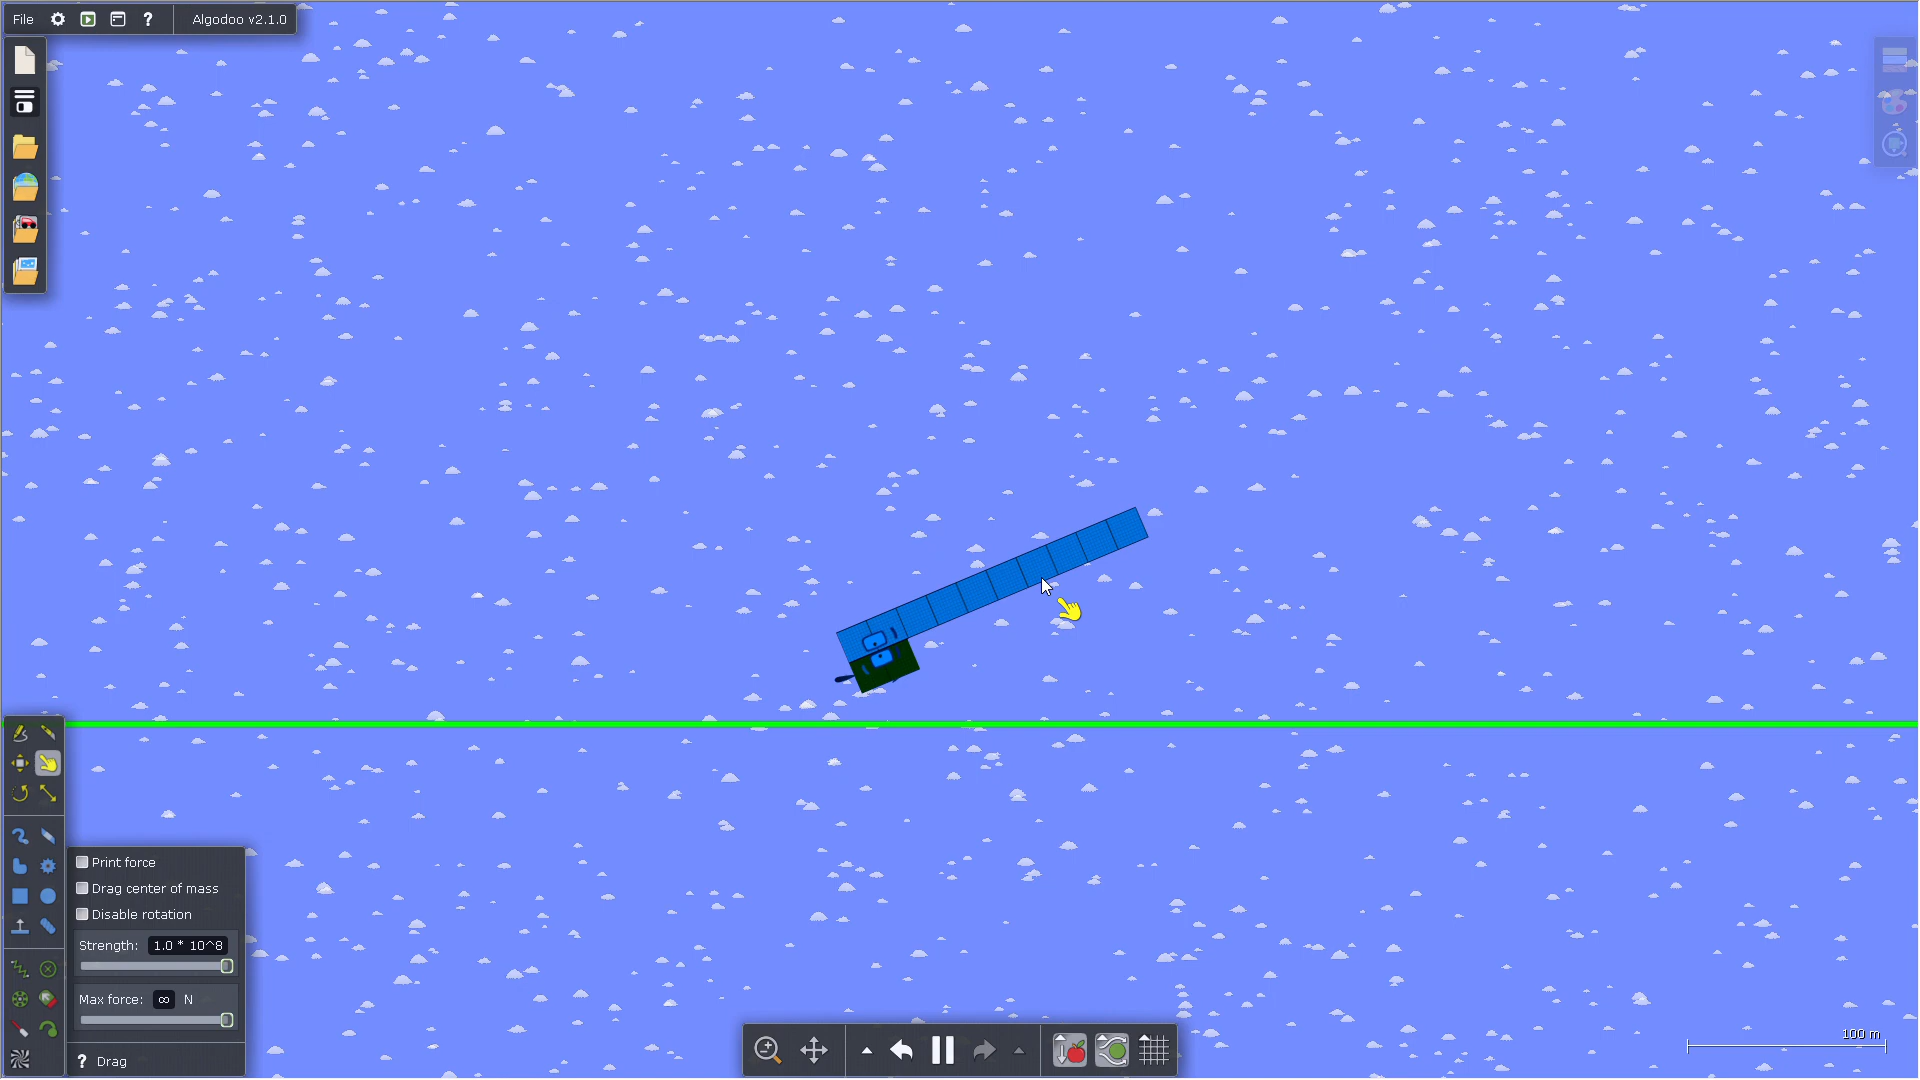 File ? Algodoo v2.1.0
Print force
Drag center of mass
Disable rotation
Strength: 1.0 * 10^8
Max force: ∞ N
? Drag
100 m